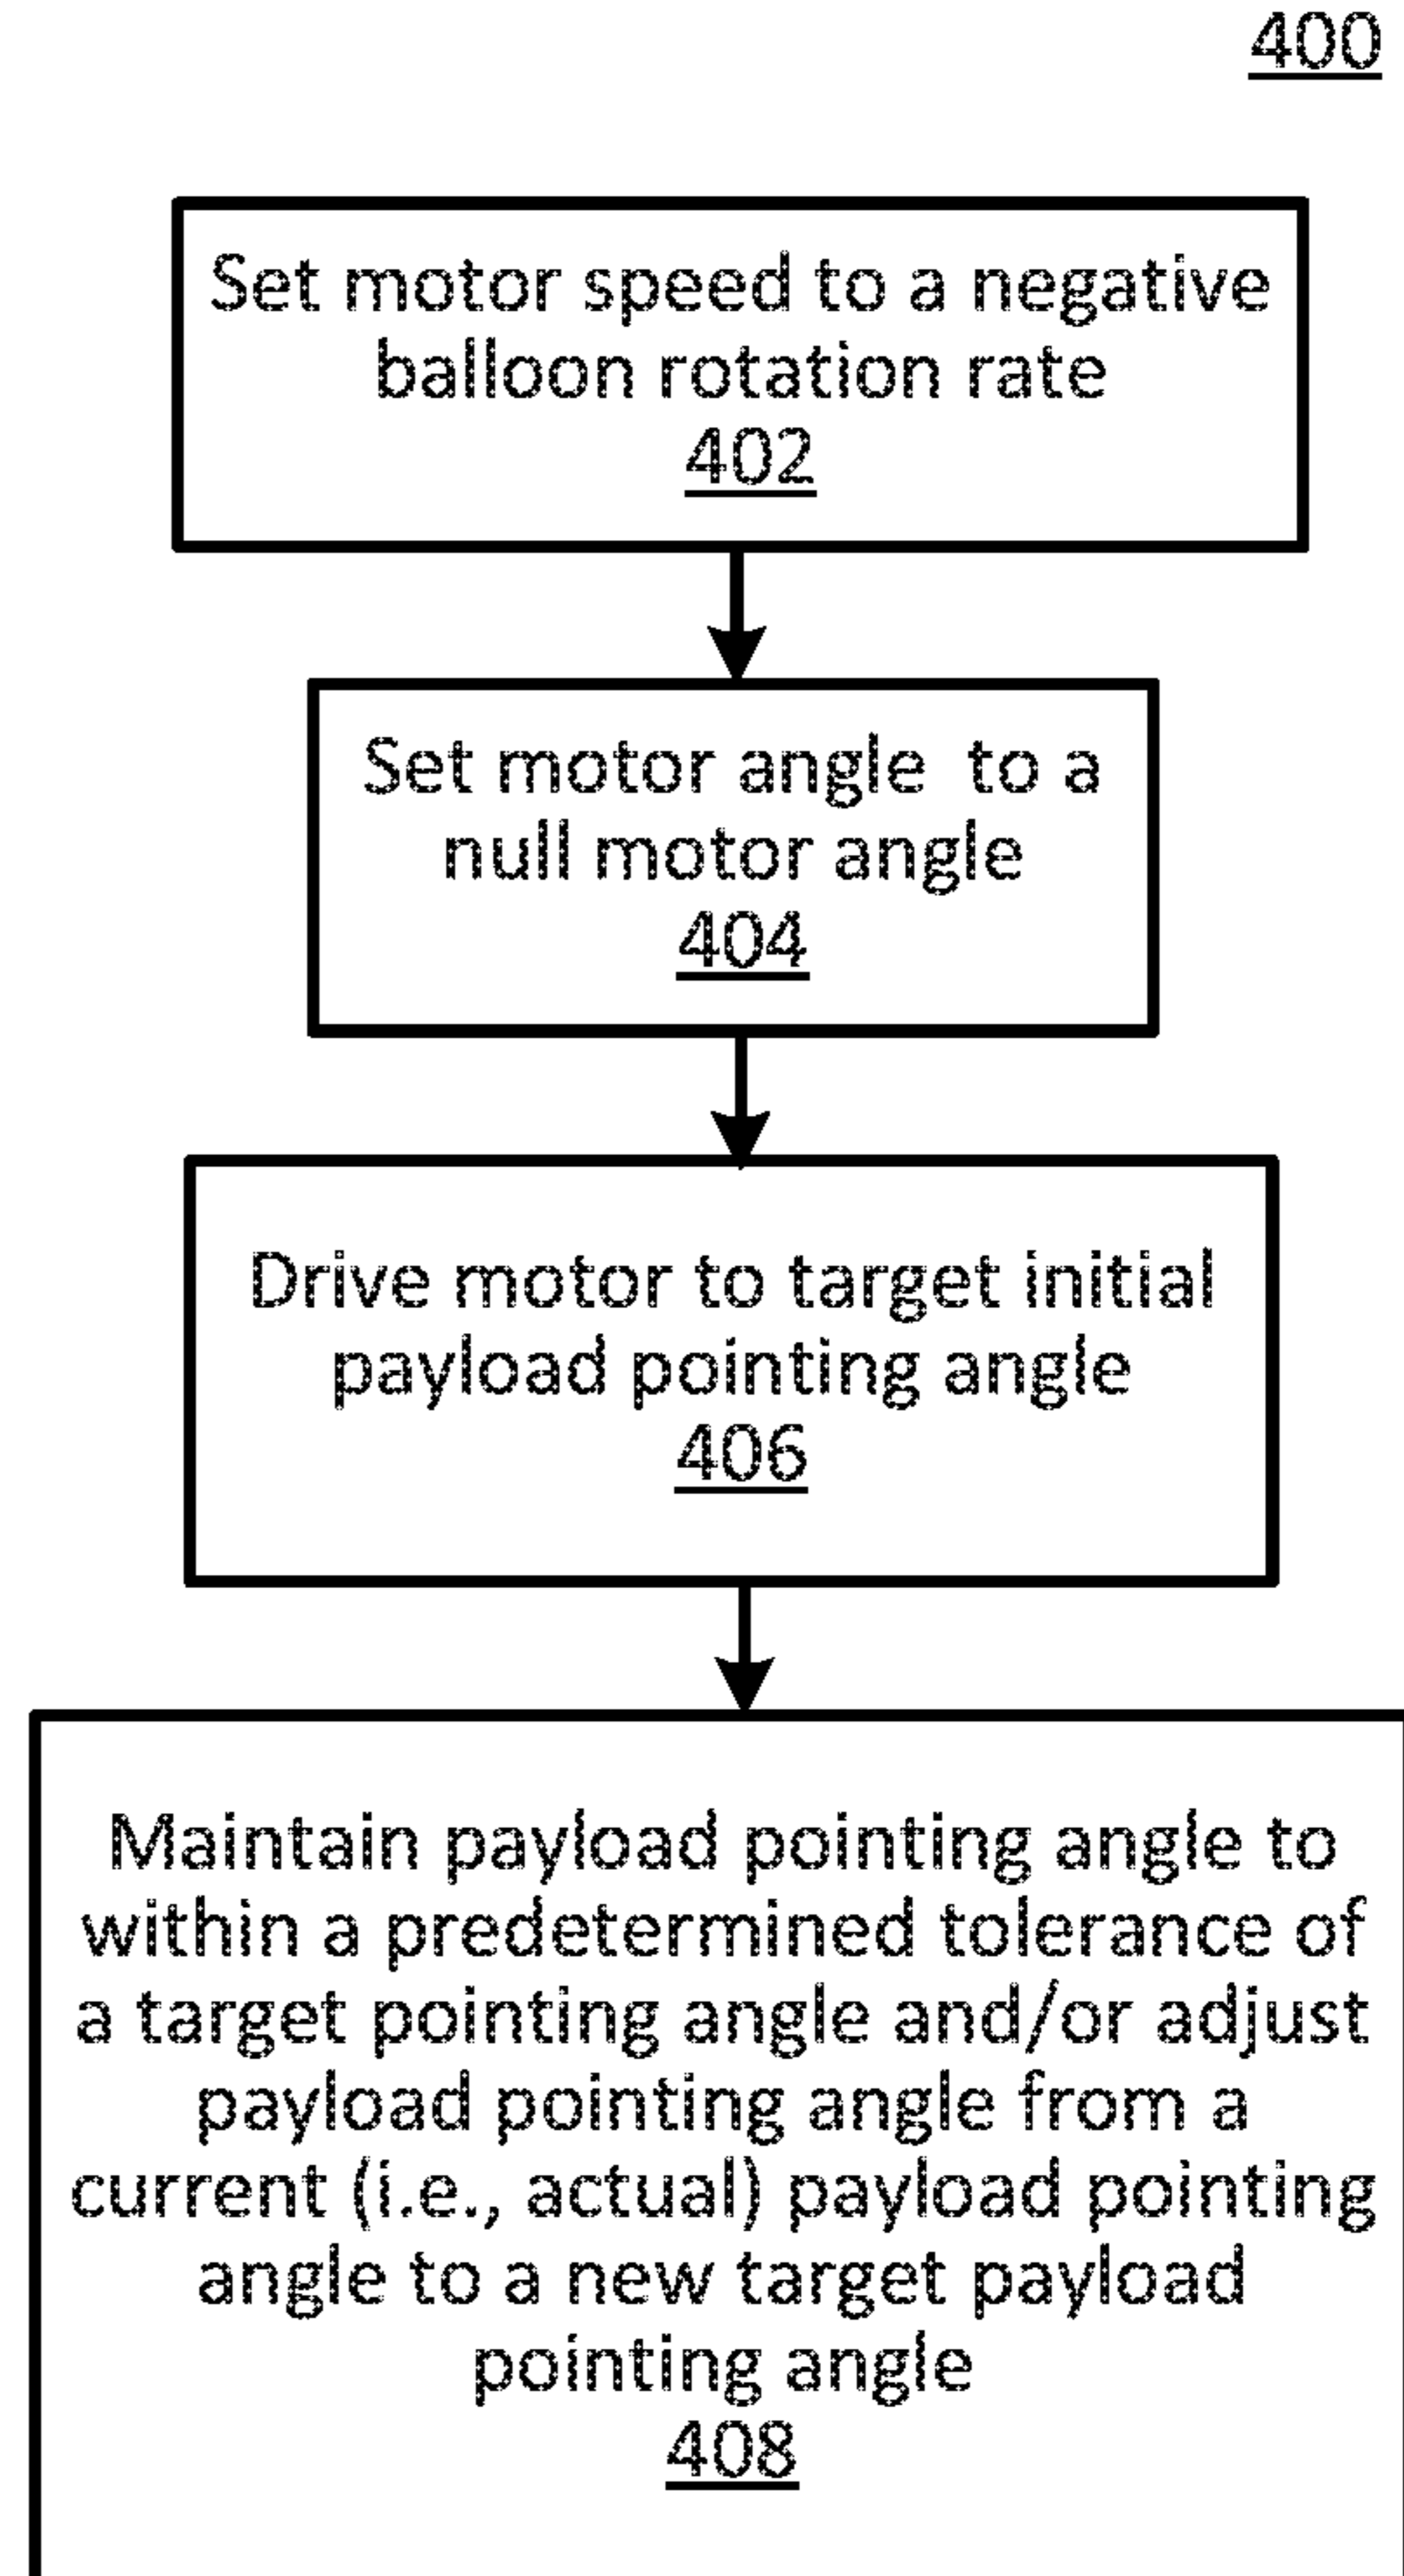 400
Set motor speed to a negative
balloon rotation rate
402
Set motor angle to a
null motor angle
404
Drive motor to target initial
payload pointing angle
406
Maintain payload pointing angle to
within a predetermined tolerance of
a target pointing angle and/or adjust
payload pointing angle from a
current (i.e., actual) payload pointing
angle to a new target payload
pointing angle
408